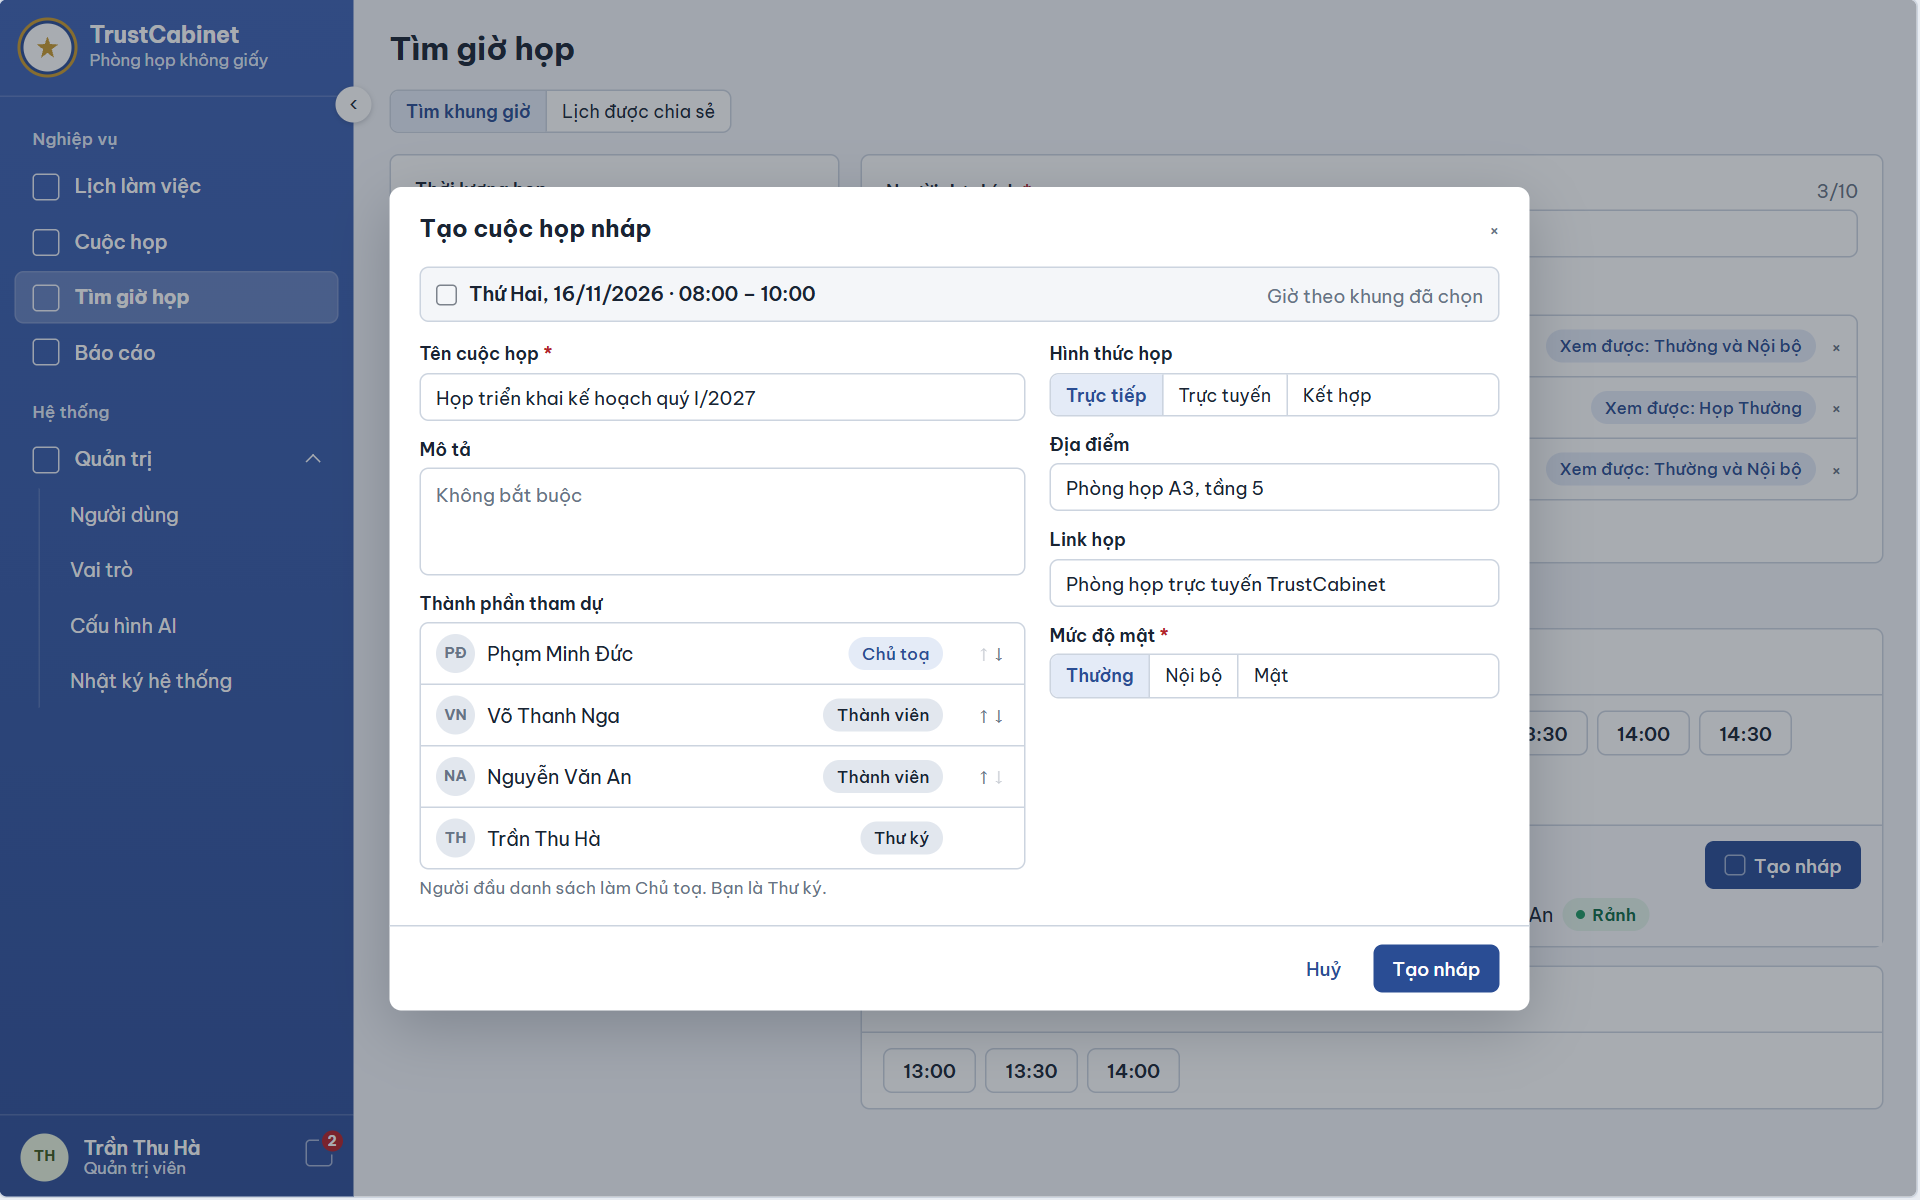 TrustCabinet
Phòng họp không giấy
Nghiệp vụ
Lịch làm việc
Cuộc họp
Tìm giờ họp
Báo cáo
Hệ thống
Quản trị
Người dùng
Vai trò
Cấu hình AI
Nhật ký hệ thống
TH
Trần Thu Hà
Quản trị viên
2
Tìm giờ họp
Tìm khung giờ
Lịch được chia sẻ
3/10
Xem được: Thường và Nội bộ ×
Xem được: Họp Thường ×
Xem được: Thường và Nội bộ ×
14:00
14:30
Tạo nháp
An
Rảnh
13:00
13:30
14:00
Tạo cuộc họp nháp ×
Thứ Hai, 16/11/2026 · 08:00 – 10:00
Giờ theo khung đã chọn
Tên cuộc họp *
Họp triển khai kế hoạch quý I/2027
Mô tả
Không bắt buộc
Thành phần tham dự
PĐ Phạm Minh Đức Chủ toạ ↑ ↓
VN Võ Thanh Nga Thành viên ↑ ↓
NA Nguyễn Văn An Thành viên ↑ ↓
TH Trần Thu Hà Thư ký
Người đầu danh sách làm Chủ toạ. Bạn là Thư ký.
Hình thức họp
Trực tiếp
Trực tuyến
Kết hợp
Địa điểm
Phòng họp A3, tầng 5
Link họp
Phòng họp trực tuyến TrustCabinet
Mức độ mật *
Thường
Nội bộ
Mật
Huỷ
Tạo nháp